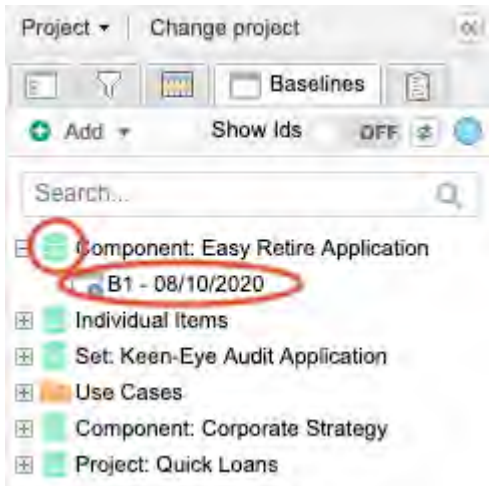 Project Change project
Baselines
Add Show Ids OFF
Search...
Component: Easy Retire Application
B1 - 08/10/2020
Individual Items
Set: Keen-Eye Audit Application
Use Cases
Component: Corporate Strategy
Project: Quick Loans